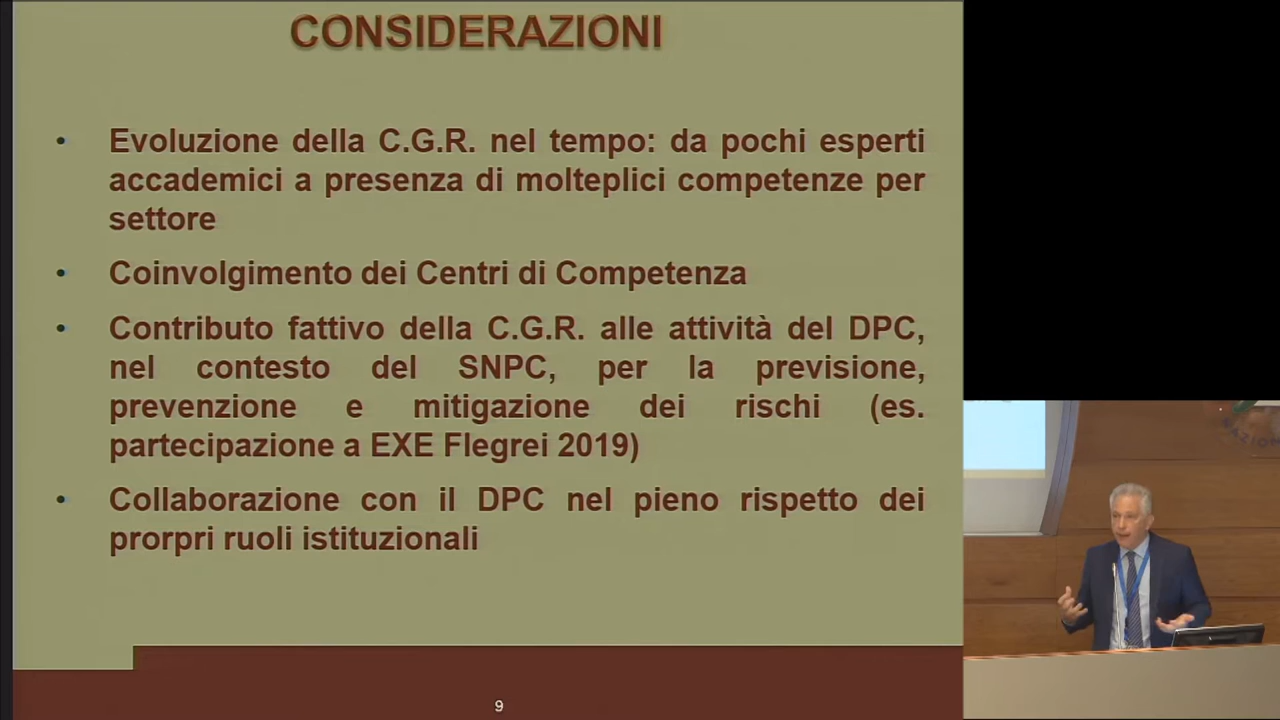 CONSIDERAZIONI
• Evoluzione della C.G.R. nel tempo: da pochi esperti
accademici a presenza di molteplici competenze per
settore
• Coinvolgimento dei Centri di Competenza
• Contributo fattivo della C.G.R. alle attività del DPC,
nel contesto del SNPC, per la previsione,
prevenzione e mitigazione dei rischi (es.
partecipazione a EXE Flegrei 2019)
• Collaborazione con il DPC nel pieno rispetto dei
prorpri ruoli istituzionali
9